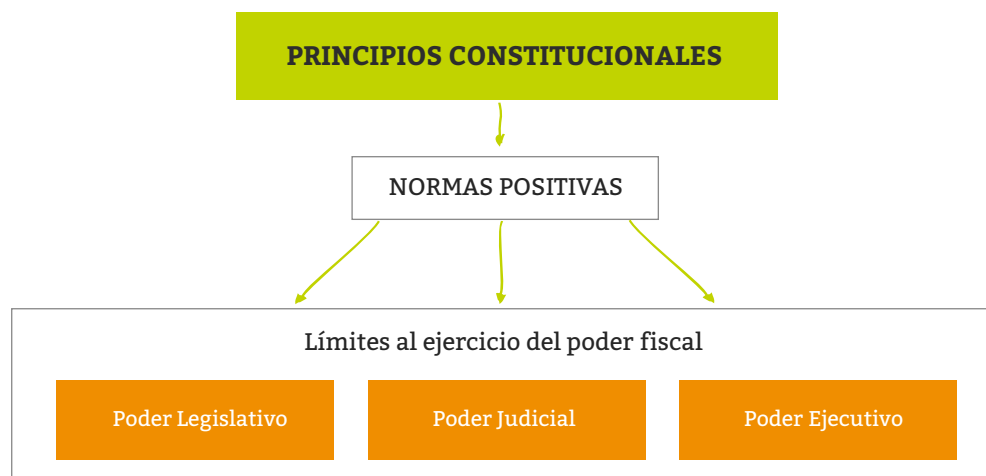 PRINCIPIOS CONSTITUCIONALES
NORMAS POSITIVAS
Límites al ejercicio del poder fiscal
Poder Legislativo
Poder Judicial
Poder Ejecutivo